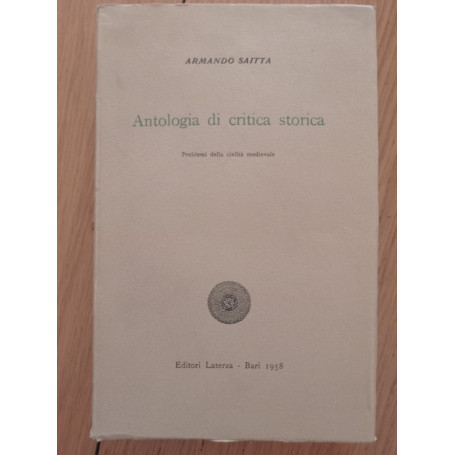 ARMANDO SAITTA
Antologia di critica storica
Problemi della civiltà medievale
Editori Laterza - Bari 1958